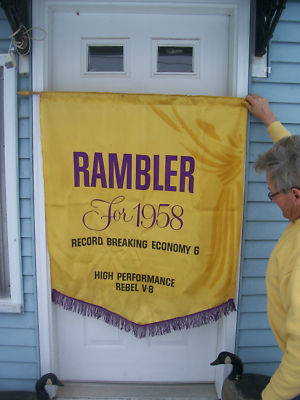 RAMBLER
For 1958
RECORD BREAKING ECONOMY 6
HIGH PERFORMANCE
REBEL V-8